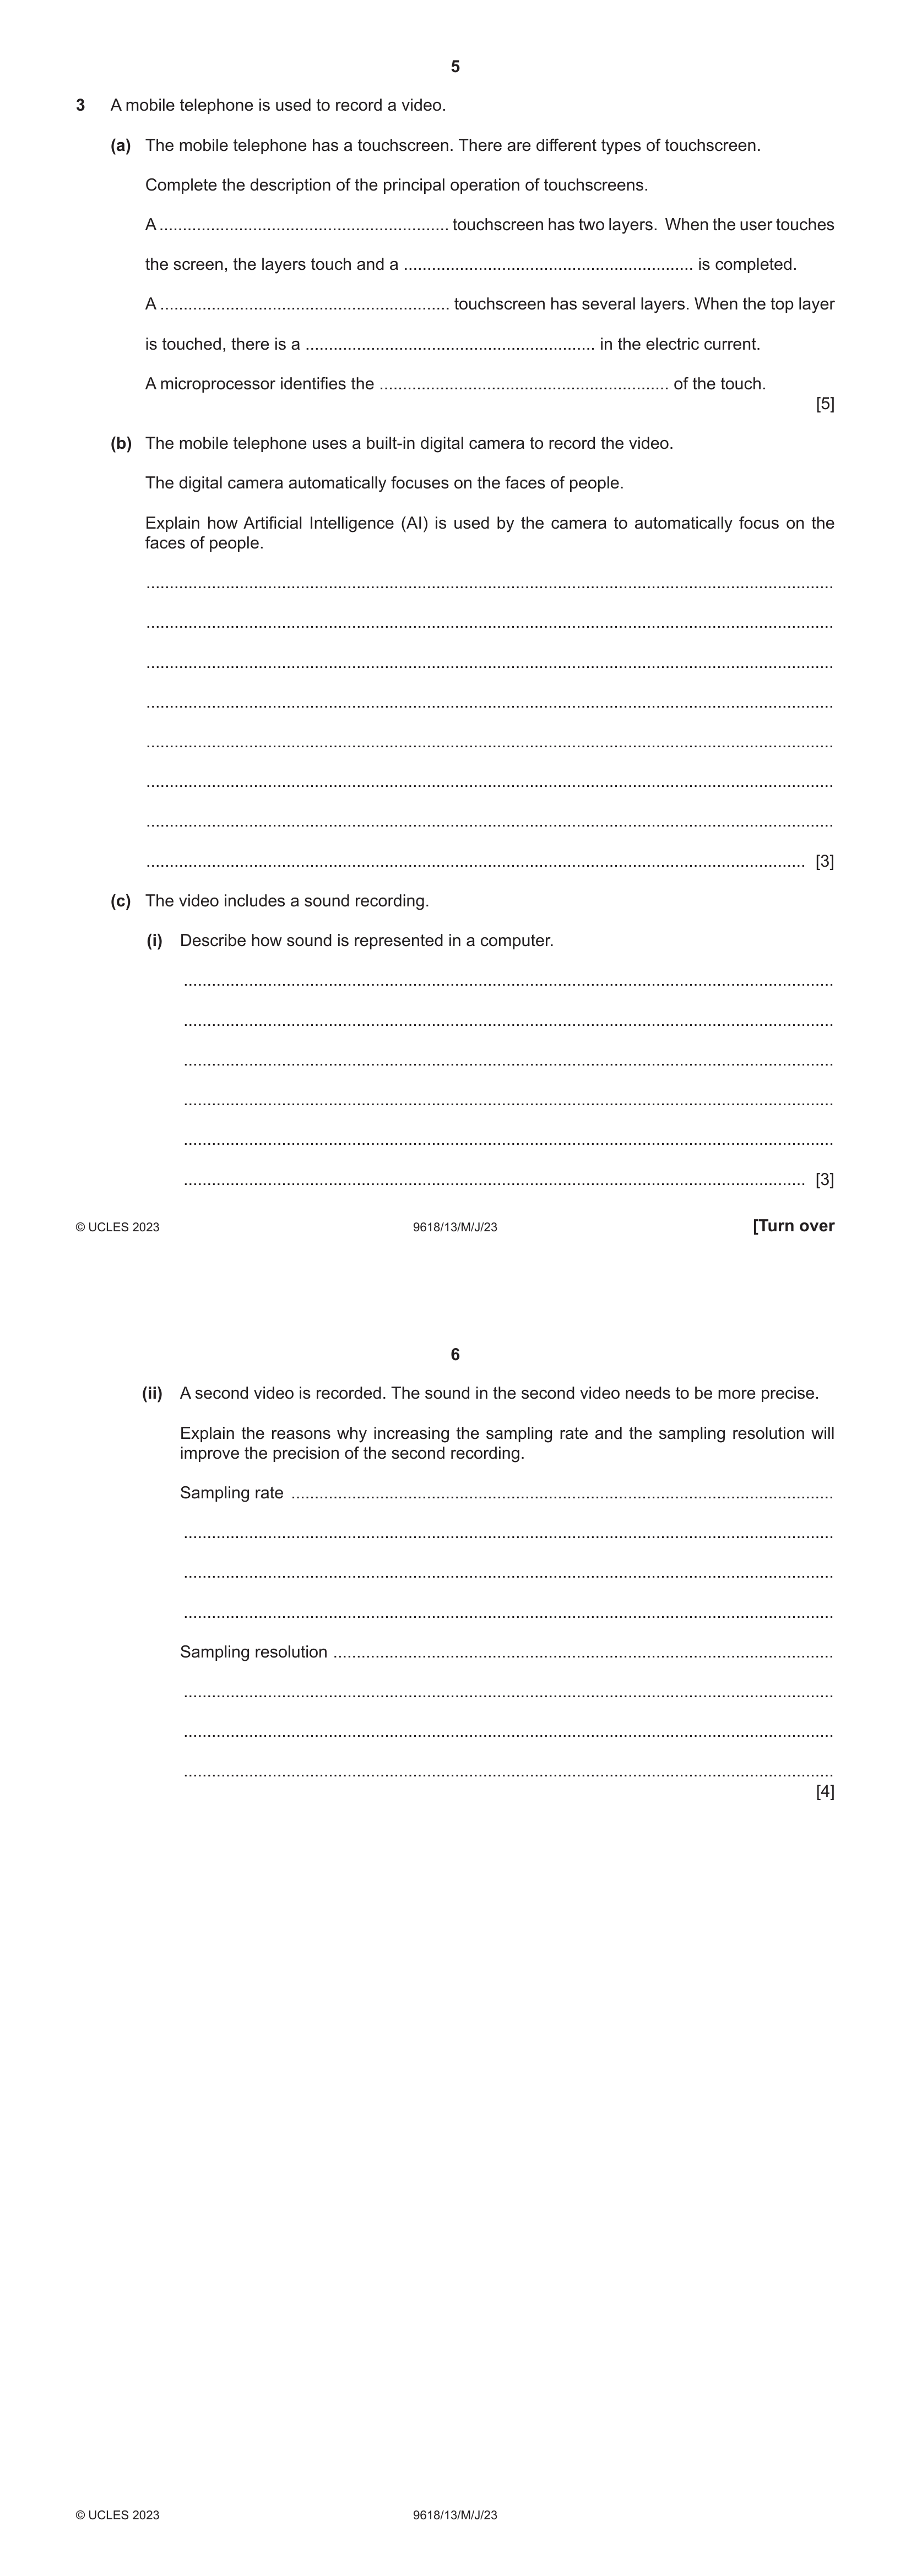 5
3 A mobile telephone is used to record a video.
(a) The mobile telephone has a touchscreen. There are different types of touchscreen.
Complete the description of the principal operation of touchscreens.
A .............................................................. touchscreen has two layers. When the user touches
the screen, the layers touch and a .............................................................. is completed.
A .............................................................. touchscreen has several layers. When the top layer
is touched, there is a .............................................................. in the electric current.
A microprocessor identifies the .............................................................. of the touch.
[5]
(b) The mobile telephone uses a built-in digital camera to record the video.
The digital camera automatically focuses on the faces of people.
Explain how Artificial Intelligence (AI) is used by the camera to automatically focus on the
faces of people.
[3]
(c) The video includes a sound recording.
(i) Describe how sound is represented in a computer.
[3]
© UCLES 2023 9618/13/M/J/23 [Turn over
6
(ii) A second video is recorded. The sound in the second video needs to be more precise.
Explain the reasons why increasing the sampling rate and the sampling resolution will
improve the precision of the second recording.
Sampling rate ..............................................................
Sampling resolution ..............................................................
[4]
© UCLES 2023 9618/13/M/J/23